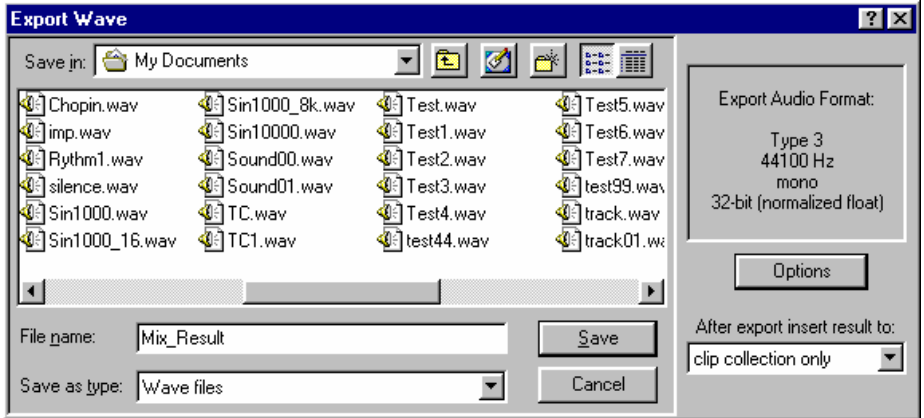 Export Wave
Save in: My Documents
Chopin.wav
imp.wav
Rythm1.wav
silence.wav
Sin1000.wav
Sin1000_16.wav
Sin1000_8k.wav
Sin10000.wav
Sound00.wav
Sound01.wav
TC.wav
TC1.wav
Test.wav
Test1.wav
Test2.wav
Test3.wav
Test4.wav
test44.wav
Test5.wav
Test6.wav
Test7.wav
test99.wav
track.wav
track01.wa
File name: Mix_Result
Save
Save as type: Wave files
Cancel
Export Audio Format:
Type 3
44100 Hz
mono
32-bit (normalized float)
Options
After export insert result to:
clip collection only